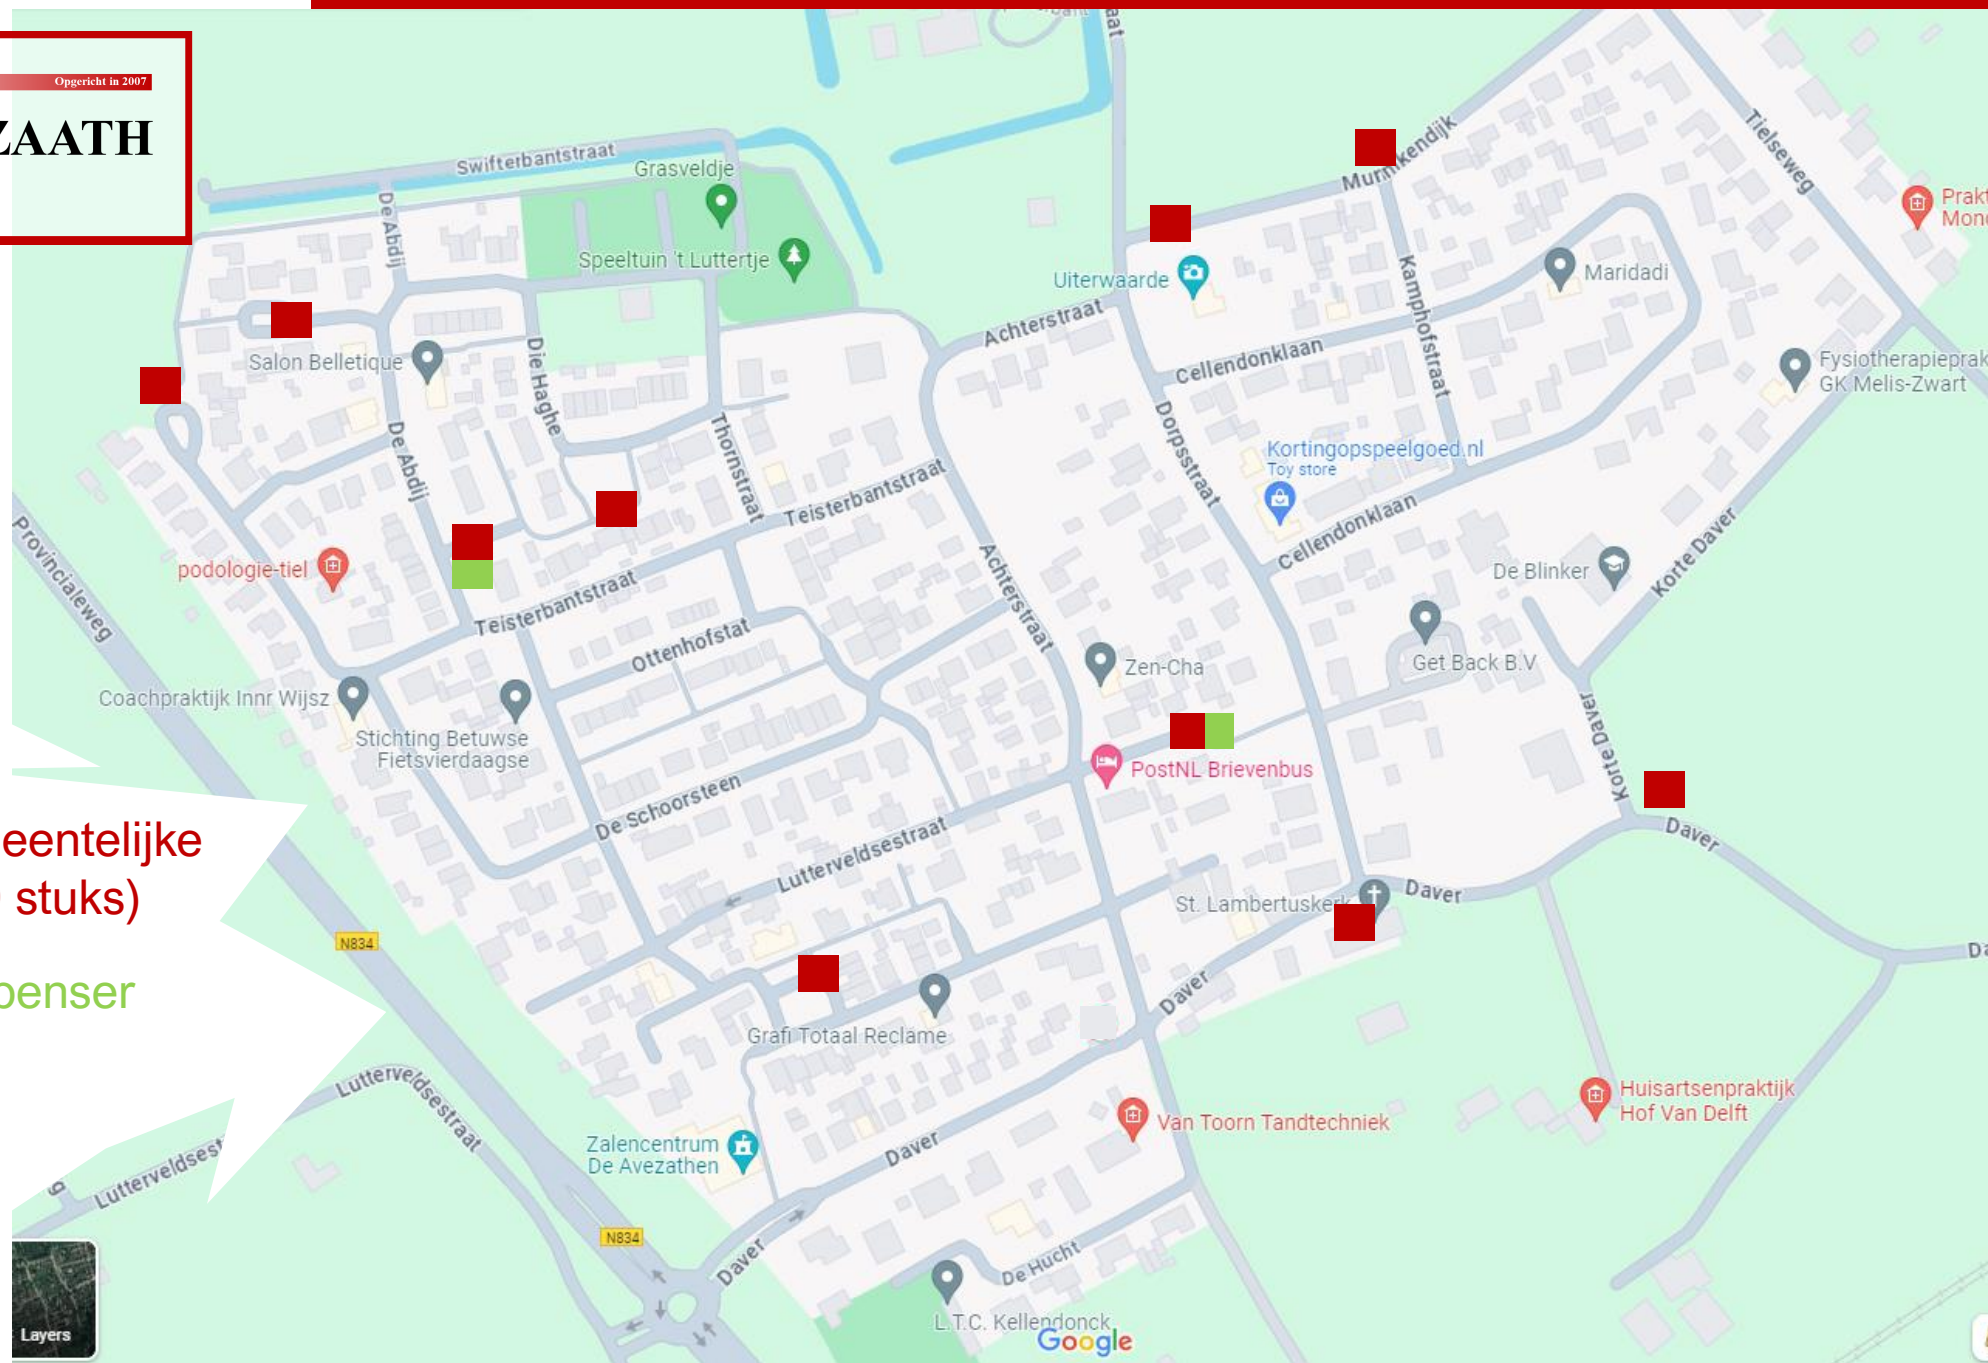 Opgericht in 2007
ZAATH
Swifterbantstraat
Grasveldje
De Abdij
Speeltuin 't Luttertje
Murmkendijk
Tielseweg
Uiterwaarde
Maridadi
Kamphofstraat
Achterstraat
Cellendonklaan
Salon Belletique
Die Haghe
Fysiotherapieprak
GK Melis-Zwart
De Abdij
Thornstraat
Dorpsstraat
Kortingopspeelgoed.nl
Toy store
Teisterbantstraat
Cellendonklaan
Provincialeweg
podologie-tiel
Achterstraat
De Blinker
Korte Daver
Teisterbantstraat
Ottenhofstat
Zen-Cha
Get Back B.V
Coachpraktijk Innr Wijsz
Stichting Betuwse
Fietsvierdaagse
Korte Daver
PostNL Brievenbus
De Schoorsteen
eentelijke
Lutterveldsestraat
Daver
stuks)
St. Lambertuskerk
Daver
N834
penser
Daver
Grafi Totaal Reclame
Lutterveldsestraat
Huisartsenpraktijk
Hof Van Delft
Van Toorn Tandtechniek
Zalencentrum
De Avezathen
Daver
Lutterveldsest
N834
Daver
De Hucht
L.T.C. Kellendonck
Layers
Google